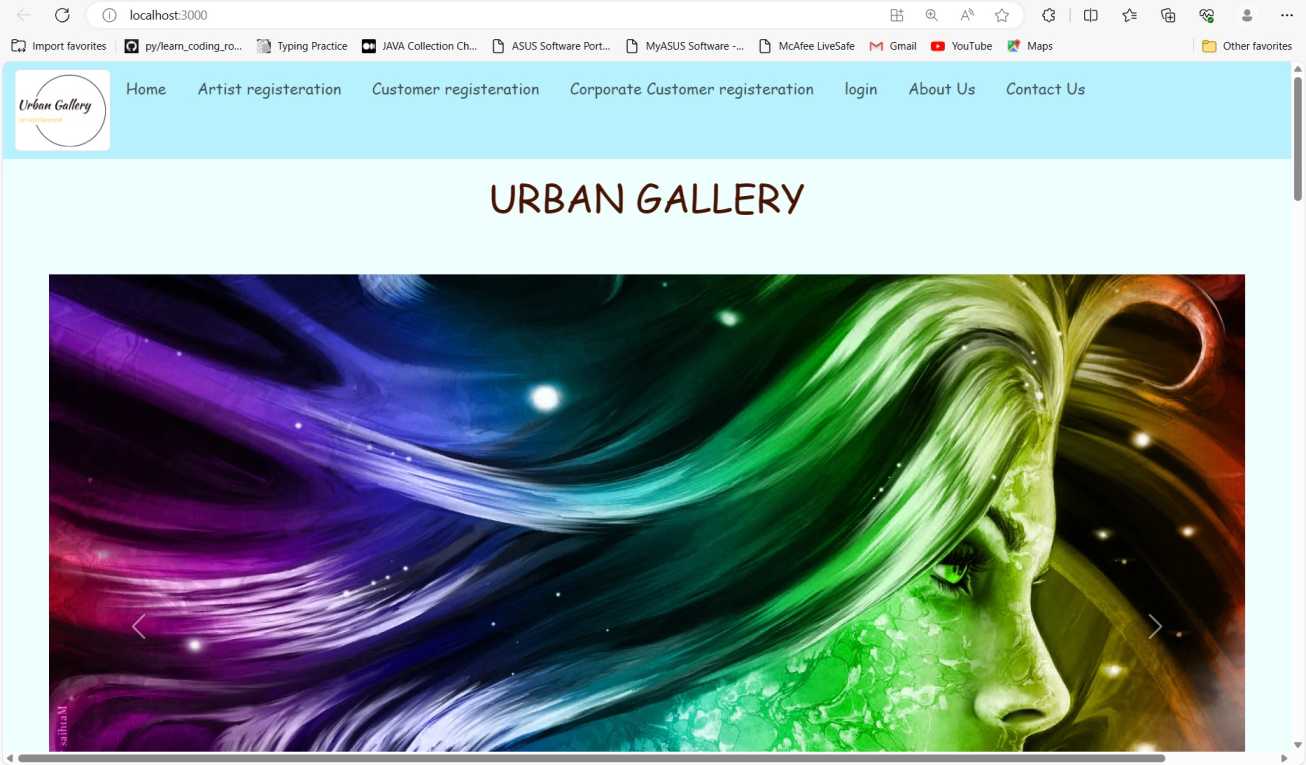 localhost:3000
Import favorites py/learn_coding_ro... Typing Practice JAVA Collection Ch... ASUS Software Port... MyASUS Software -... McAfee LiveSafe Gmail YouTube Maps Other favorites
Urban Gallery
Home Artist registeration Customer registeration Corporate Customer registeration login About Us Contact Us
URBAN GALLERY